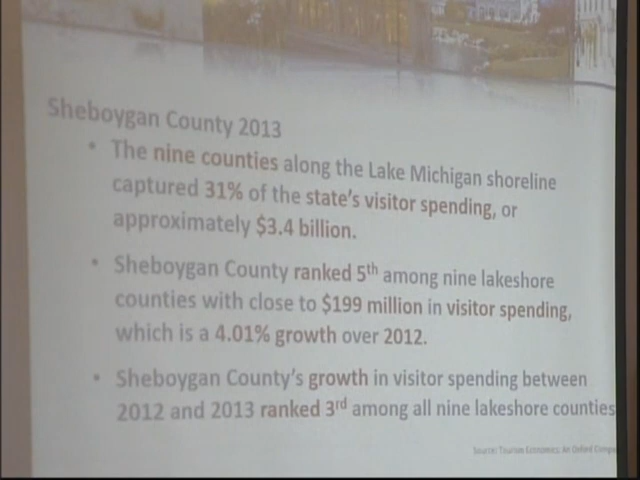 Sheboygan County 2013
• The nine counties along the Lake Michigan shoreline
captured 31% of the state's visitor spending, or
approximately $3.4 billion.
• Sheboygan County ranked 5th among nine lakeshore
counties with close to $199 million in visitor spending,
which is a 4.01% growth over 2012.
• Sheboygan County's growth in visitor spending between
2012 and 2013 ranked 3rd among all nine lakeshore counties
Source: Tourism Economics: An Oxford